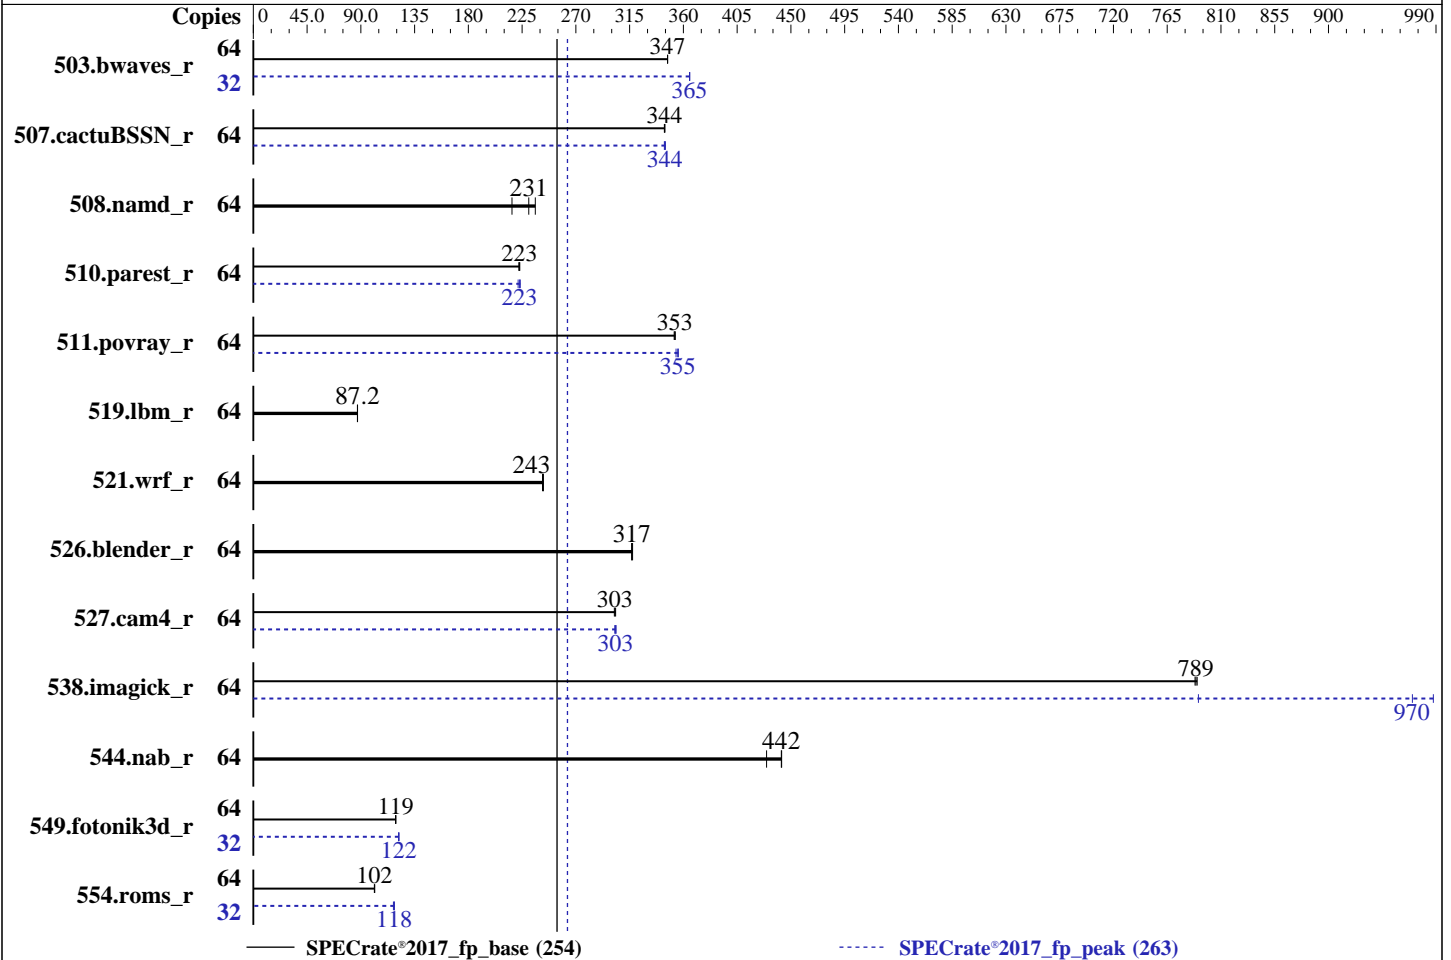 Copies 0 45.0 90.0 135 180 225 270 315 360 405 450 495 540 585 630 675 720 765 810 855 900 990
503.bwaves_r 64 347
32 365
507.cactuBSSN_r 64 344
344
508.namd_r 64 231
510.parest_r 64 223
223
511.povray_r 64 353
355
519.lbm_r 64 87.2
521.wrf_r 64 243
526.blender_r 64 317
527.cam4_r 64 303
303
538.imagick_r 64 789
970
544.nab_r 64 442
549.fotonik3d_r 64 119
32 122
554.roms_r 64 102
32 118
SPECrate®2017_fp_base (254) SPECrate®2017_fp_peak (263)